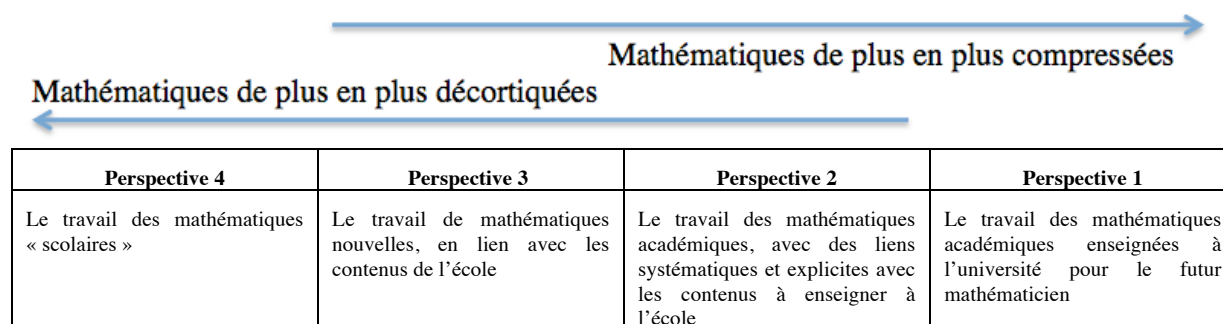 Mathématiques de plus en plus compressées
Mathématiques de plus en plus décortiquées
Perspective 4
Perspective 3
Perspective 2
Perspective 1
Le travail des mathématiques
« scolaires »
Le travail de mathématiques
nouvelles, en lien avec les
contenus de l'école
Le travail des mathématiques
académiques, avec des liens
systématiques et explicites avec
les contenus à enseigner à
l'école
Le travail des mathématiques
académiques enseignées à
l'université pour le futur
mathématicien